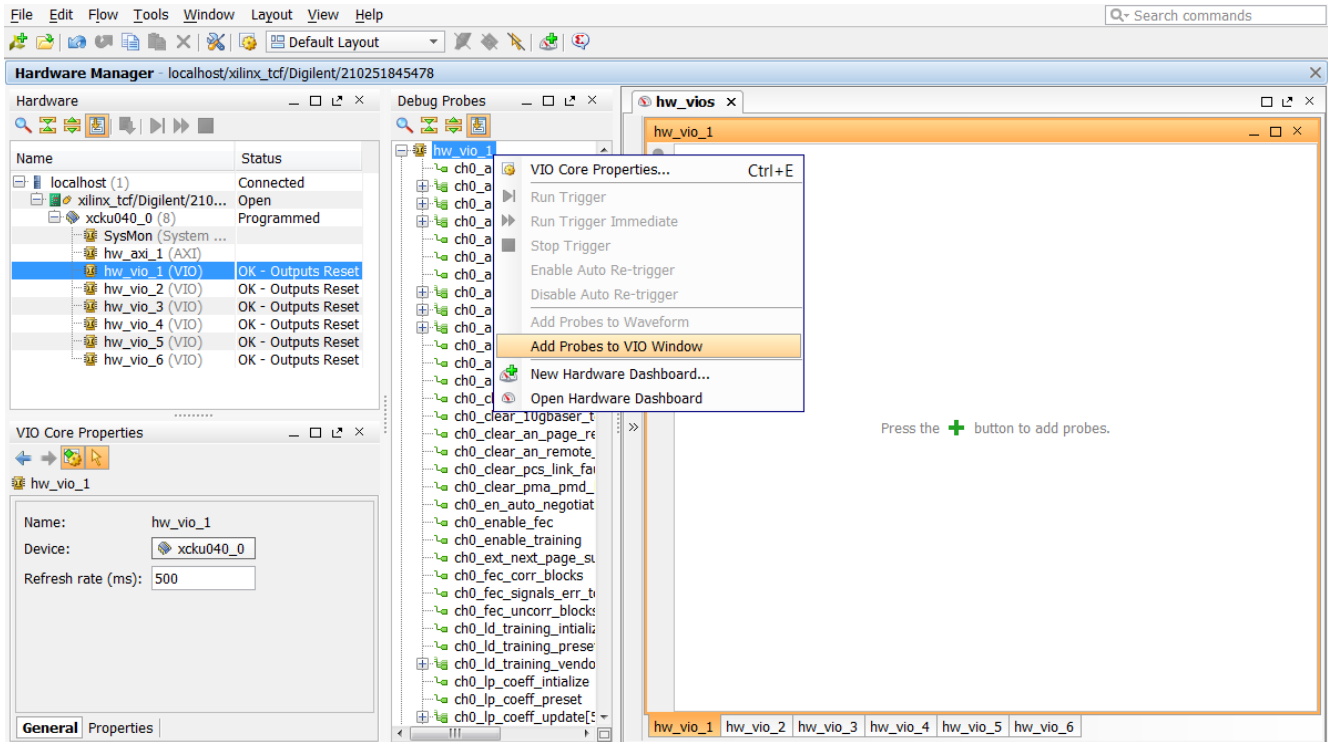 File Edit Flow Tools Window Layout View Help
Search commands
Default Layout
Hardware Manager - localhost/xilinx_tcf/Digilent/210251845478
Hardware
Name Status
localhost (1) Connected
xilinx_tcf/Digilent/210... Open
xcku040_0 (8) Programmed
SysMon (System ...
hw_axi_1 (AXI)
hw_vio_1 (VIO) OK - Outputs Reset
hw_vio_2 (VIO) OK - Outputs Reset
hw_vio_3 (VIO) OK - Outputs Reset
hw_vio_4 (VIO) OK - Outputs Reset
hw_vio_5 (VIO) OK - Outputs Reset
hw_vio_6 (VIO) OK - Outputs Reset
VIO Core Properties
hw_vio_1
Name: hw_vio_1
Device: xcku040_0
Refresh rate (ms): 500
General Properties
Debug Probes
hw_vio_1
ch0_a
ch0_a
ch0_a
ch0_a
ch0_a
ch0_a
ch0_a
ch0_a
ch0_a
ch0_a
ch0_a
ch0_a
ch0_a
ch0_cl
ch0_clear_10gbaser_t
ch0_clear_an_page_re
ch0_clear_an_remote_
ch0_clear_pcs_link_fau
ch0_clear_pma_pmd_
ch0_en_auto_negotiat
ch0_enable_fec
ch0_enable_training
ch0_ext_next_page_su
ch0_fec_corr_blocks
ch0_fec_signals_err_to
ch0_fec_uncorr_blocks
ch0_ld_training_intializ
ch0_ld_training_preset
ch0_ld_training_vendo
ch0_lp_coeff_intialize
ch0_lp_coeff_preset
ch0_lp_coeff_update[5
VIO Core Properties... Ctrl+E
Run Trigger
Run Trigger Immediate
Stop Trigger
Enable Auto Re-trigger
Disable Auto Re-trigger
Add Probes to Waveform
Add Probes to VIO Window
New Hardware Dashboard...
Open Hardware Dashboard
hw_vios
hw_vio_1
Press the + button to add probes.
hw_vio_1 hw_vio_2 hw_vio_3 hw_vio_4 hw_vio_5 hw_vio_6